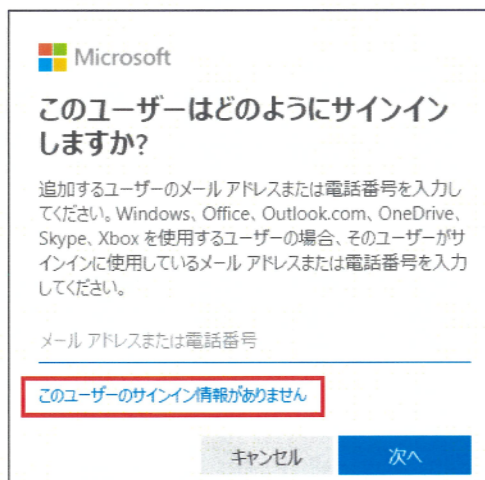 Microsoft
このユーザーはどのようにサインイン
しますか?
追加するユーザーのメール アドレスまたは電話番号を入力し
てください。Windows、Office、Outlook.com、OneDrive、
Skype、Xbox を使用するユーザーの場合、そのユーザーがサ
インインに使用しているメール アドレスまたは電話番号を入力
してください。
メール アドレスまたは電話番号
このユーザーのサインイン情報がありません
キャンセル
次へ